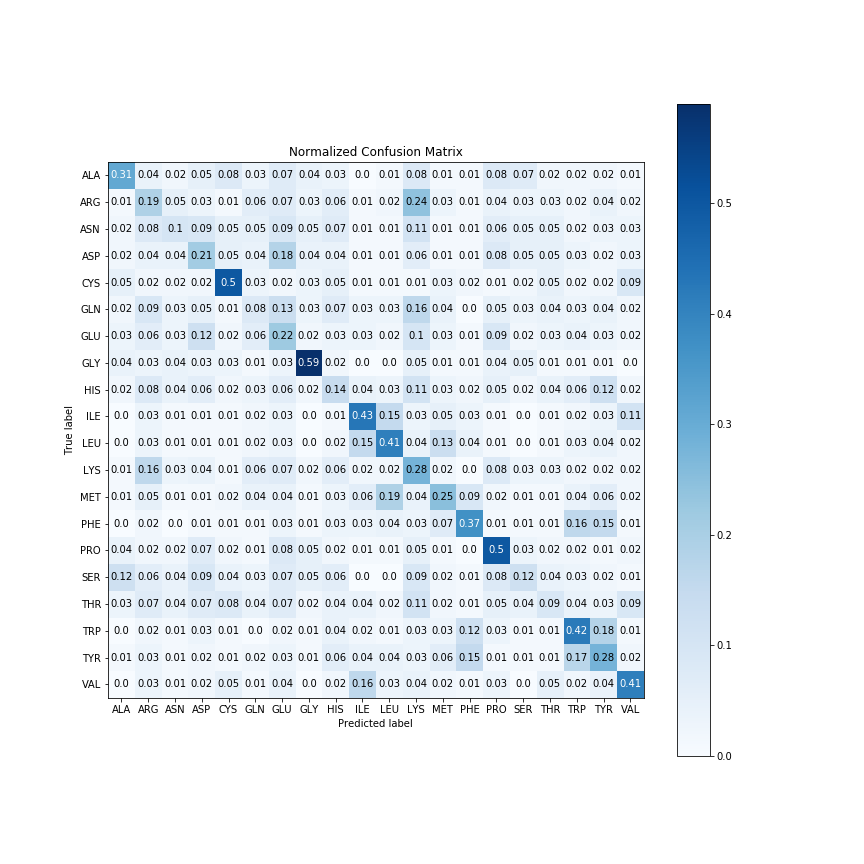 Normalized Confusion Matrix
ALA 0.31 0.04 0.02 0.05 0.08 0.03 0.07 0.04 0.03 0.0 0.01 0.08 0.01 0.01 0.08 0.07 0.02 0.02 0.02 0.01
ARG 0.01 0.19 0.05 0.03 0.01 0.06 0.07 0.03 0.06 0.01 0.02 0.24 0.03 0.01 0.04 0.03 0.03 0.02 0.04 0.02
ASN 0.02 0.08 0.1 0.09 0.05 0.05 0.09 0.05 0.07 0.01 0.01 0.11 0.01 0.01 0.06 0.05 0.05 0.02 0.03 0.03
ASP 0.02 0.04 0.04 0.21 0.05 0.04 0.18 0.04 0.04 0.01 0.01 0.06 0.01 0.01 0.08 0.05 0.05 0.03 0.02 0.03
CYS 0.05 0.02 0.02 0.02 0.5 0.03 0.02 0.03 0.05 0.01 0.01 0.01 0.03 0.02 0.01 0.02 0.05 0.02 0.02 0.09
GLN 0.02 0.09 0.03 0.05 0.01 0.08 0.13 0.03 0.07 0.03 0.03 0.16 0.04 0.0 0.05 0.03 0.04 0.03 0.04 0.02
GLU 0.03 0.06 0.03 0.12 0.02 0.06 0.22 0.02 0.03 0.03 0.02 0.1 0.03 0.01 0.09 0.02 0.03 0.04 0.03 0.02
GLY 0.04 0.03 0.04 0.03 0.03 0.01 0.03 0.59 0.02 0.0 0.0 0.05 0.01 0.01 0.04 0.05 0.01 0.01 0.01 0.0
HIS 0.02 0.08 0.04 0.06 0.02 0.03 0.06 0.02 0.14 0.04 0.03 0.11 0.03 0.02 0.05 0.02 0.04 0.06 0.12 0.02
ILE 0.0 0.03 0.01 0.01 0.01 0.02 0.03 0.0 0.01 0.43 0.15 0.03 0.05 0.03 0.01 0.0 0.01 0.02 0.03 0.11
LEU 0.0 0.03 0.01 0.01 0.01 0.02 0.03 0.0 0.02 0.15 0.41 0.04 0.13 0.04 0.01 0.0 0.01 0.03 0.04 0.02
LYS 0.01 0.16 0.03 0.04 0.01 0.06 0.07 0.02 0.06 0.02 0.02 0.28 0.02 0.0 0.08 0.03 0.03 0.02 0.02 0.02
MET 0.01 0.05 0.01 0.01 0.02 0.04 0.04 0.01 0.03 0.06 0.19 0.04 0.25 0.09 0.02 0.01 0.01 0.04 0.06 0.02
PHE 0.0 0.02 0.0 0.01 0.01 0.01 0.03 0.01 0.03 0.03 0.04 0.03 0.07 0.37 0.01 0.01 0.01 0.16 0.15 0.01
PRO 0.04 0.02 0.02 0.07 0.02 0.01 0.08 0.05 0.02 0.01 0.01 0.05 0.01 0.0 0.5 0.03 0.02 0.02 0.01 0.02
SER 0.12 0.06 0.04 0.09 0.04 0.03 0.07 0.05 0.06 0.0 0.0 0.09 0.02 0.01 0.08 0.12 0.04 0.03 0.02 0.01
THR 0.03 0.07 0.04 0.07 0.08 0.04 0.07 0.02 0.04 0.04 0.02 0.11 0.02 0.01 0.05 0.04 0.09 0.04 0.03 0.09
TRP 0.0 0.02 0.01 0.03 0.01 0.0 0.02 0.01 0.04 0.02 0.01 0.03 0.03 0.12 0.03 0.01 0.01 0.42 0.18 0.01
TYR 0.01 0.03 0.01 0.02 0.01 0.02 0.03 0.01 0.06 0.04 0.04 0.03 0.06 0.15 0.01 0.01 0.01 0.17 0.28 0.02
VAL 0.0 0.03 0.01 0.02 0.05 0.01 0.04 0.0 0.02 0.16 0.03 0.04 0.02 0.01 0.03 0.0 0.05 0.02 0.04 0.41
ALA ARG ASN ASP CYS GLN GLU GLY HIS ILE LEU LYS MET PHE PRO SER THR TRP TYR VAL
Predicted label
True label
0.5
0.4
0.3
0.2
0.1
0.0